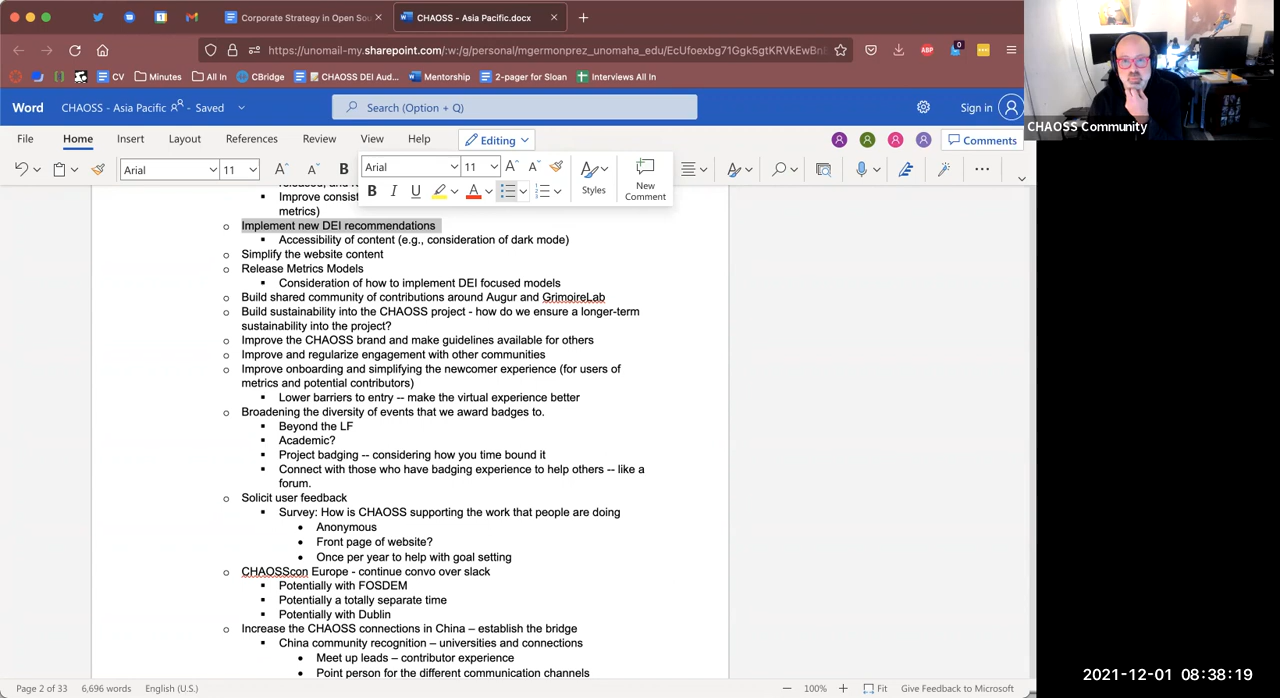 Corporate Strategy in Open Sou
CHAOSS - Asia Pacific.docx
https://unomail-my.sharepoint.com/:w:/g/personal/mgermonprez_unomaha_edu/EcUfoexbg71Ggk5gtKRVkEwBn
CV Minutes All In CBridge CHAOSS DEI Aud... Mentorship 2-pager for Sloan Interviews All In
Word CHAOSS - Asia Pacific - Saved Search (Option + Q) Sign in
CHAOSS Community
File Home Insert Layout References Review View Help Editing Comments
Arial 11 B Arial 11
B I U A Styles New
Comment
Improve consist
metrics)
Implement new DEI recommendations
Accessibility of content (e.g., consideration of dark mode)
Simplify the website content
Release Metrics Models
Consideration of how to implement DEI focused models
Build shared community of contributions around Augur and GrimoireLab
Build sustainability into the CHAOSS project - how do we ensure a longer-term
sustainability into the project?
Improve the CHAOSS brand and make guidelines available for others
Improve and regularize engagement with other communities
Improve onboarding and simplifying the newcomer experience (for users of
metrics and potential contributors)
Lower barriers to entry -- make the virtual experience better
Broadening the diversity of events that we award badges to.
Beyond the LF
Academic?
Project badging -- considering how you time bound it
Connect with those who have badging experience to help others -- like a
forum.
Solicit user feedback
Survey: How is CHAOSS supporting the work that people are doing
Anonymous
Front page of website?
Once per year to help with goal setting
CHAOSScon Europe - continue convo over slack
Potentially with FOSDEM
Potentially a totally separate time
Potentially with Dublin
Increase the CHAOSS connections in China – establish the bridge
China community recognition – universities and connections
Meet up leads – contributor experience
Point person for the different communication channels
Page 2 of 33 6,696 words English (U.S.) 100% Fit Give Feedback to Microsoft
2021-12-01 08:38:19